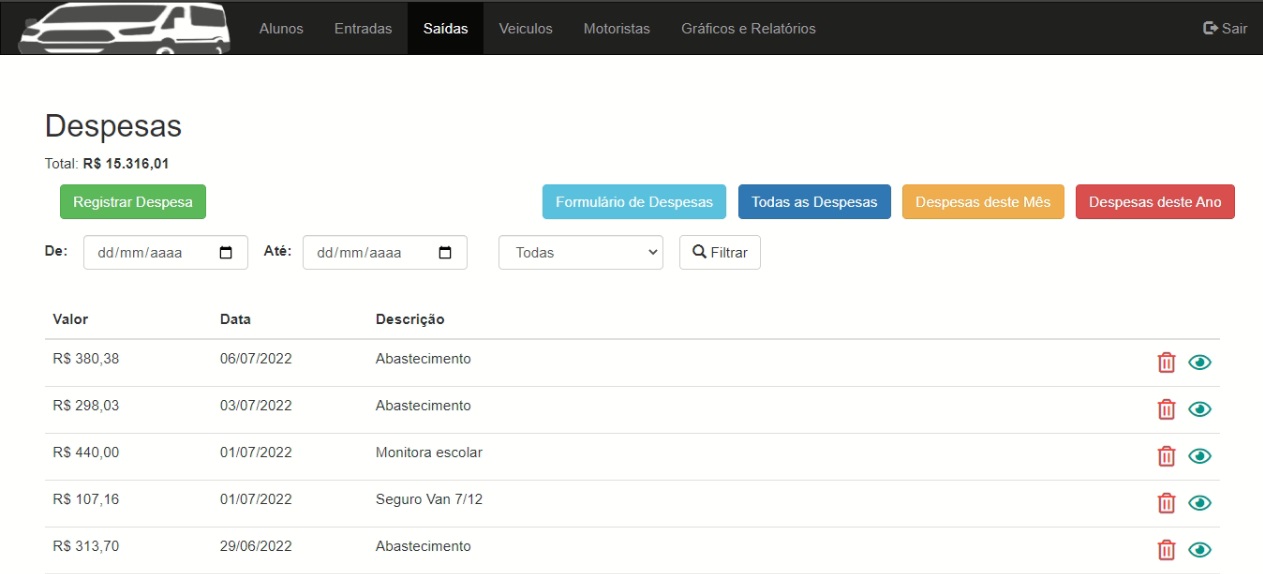 Alunos Entradas Saídas Veiculos Motoristas Gráficos e Relatórios Sair
Despesas
Total: R$ 15.316,01
Registrar Despesa Formulário de Despesas Todas as Despesas Despesas deste Mês Despesas deste Ano
De: dd/mm/aaaa Até: dd/mm/aaaa Todas Filtrar
Valor Data Descrição
R$ 380,38 06/07/2022 Abastecimento
R$ 298,03 03/07/2022 Abastecimento
R$ 440,00 01/07/2022 Monitora escolar
R$ 107,16 01/07/2022 Seguro Van 7/12
R$ 313,70 29/06/2022 Abastecimento